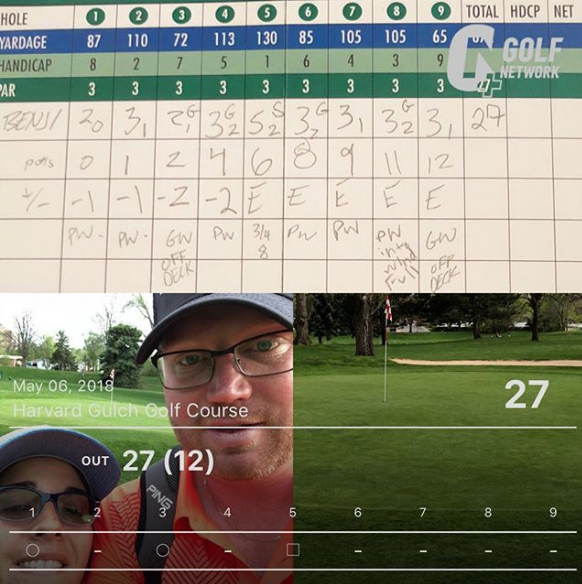 HOLE 1 2 3 4 5 6 7 8 9 TOTAL HDCP NET
YARDAGE 87 110 72 113 130 85 105 105 65
HANDICAP 8 2 7 5 1 6 4 3 9
PAR 3 3 3 3 3 3 3 3 3
GOLF
NETWORK
BENJI 2 0 3 1 2 1 G 3 2 G 5 2 S 3 2 G 3 1 3 2 G 3 1 27
0 1 2 4 6 8 9 11 12
+/- -1 -1 -2 -2 E E E E E
PW - PW - GW PW 3/4 PW PW PW GW
OFF 8 into OFF
DECK wind DECK
full
May 06, 2018
Harvard Gulch Golf Course
27
OUT 27 (12)
PING
1 2 3 4 5 6 7 8 9